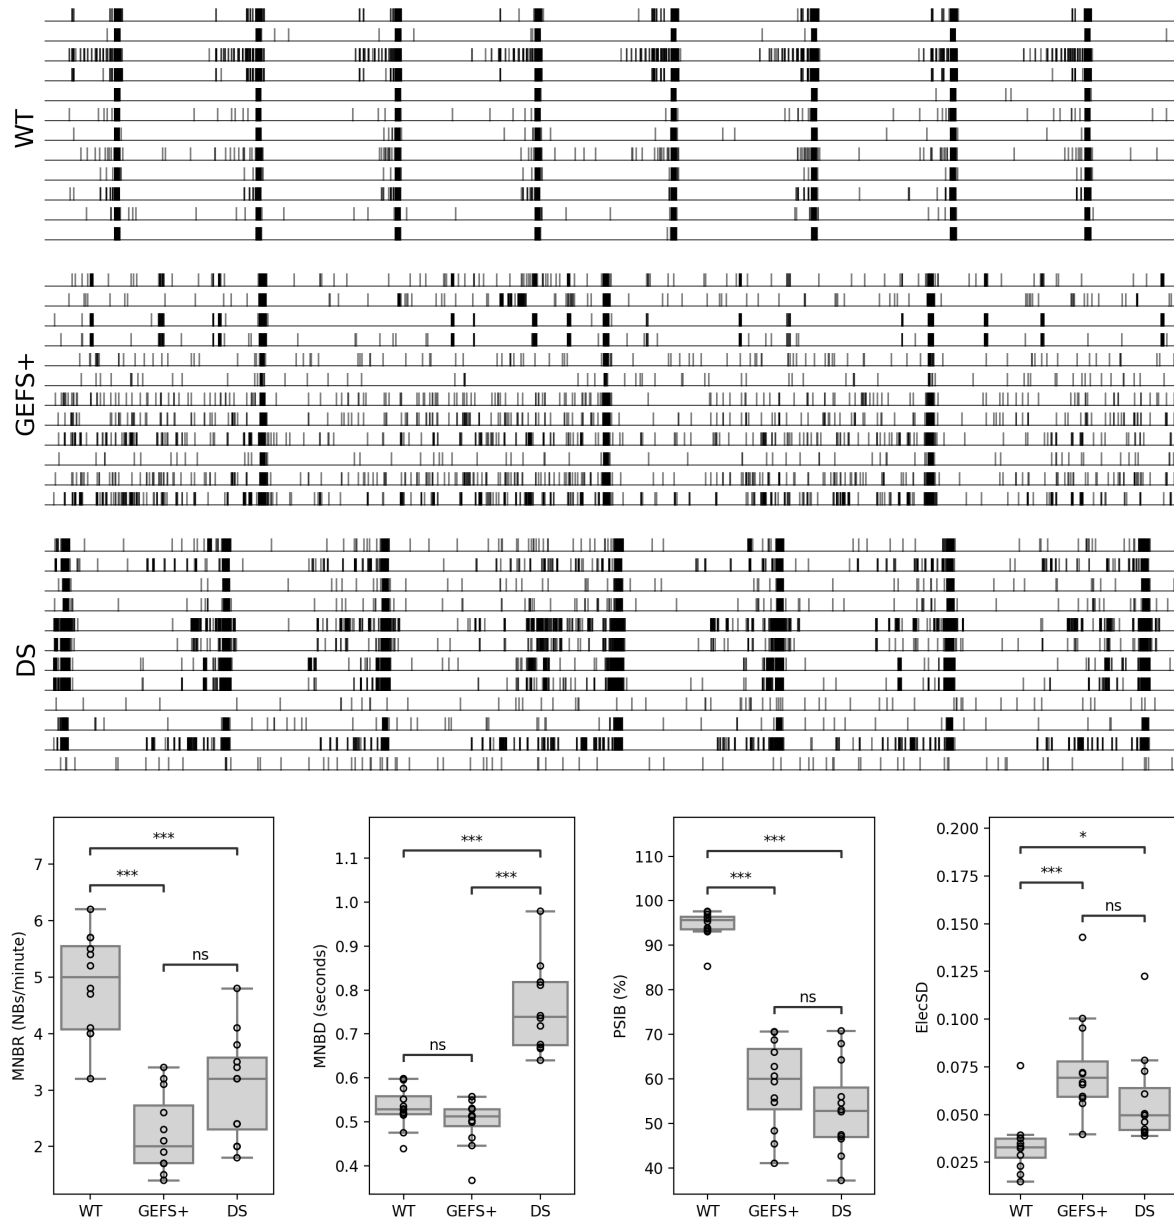 WT
GEFS+
DS
MNBR (NBs/minute)
7
6
5
4
3
2
***
***
ns
WT GEFS+ DS
MNBD (seconds)
1.1
1.0
0.9
0.8
0.7
0.6
0.5
0.4
***
***
ns
WT GEFS+ DS
PSIB (%)
110
100
90
80
70
60
50
40
***
***
ns
WT GEFS+ DS
ElecSD
0.200
0.175
0.150
0.125
0.100
0.075
0.050
0.025
*
***
ns
WT GEFS+ DS